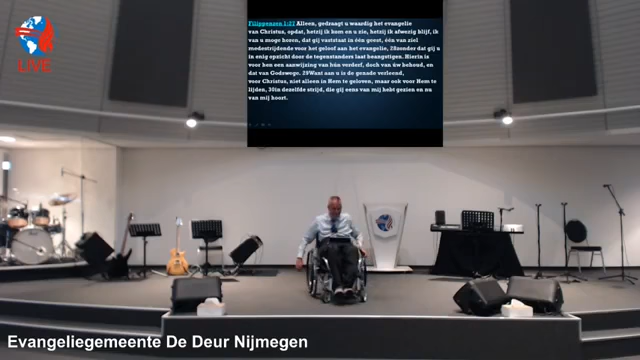 LIVE
Filippenzen 1:27 Alleen, gedraagt u waardig het evangelie
van Christus, opdat, hetzij ik kom en u zie, hetzij ik afwezig blijf, ik
van u moge horen, dat gij vaststaat in één geest, één van ziel
medestrijdende voor het geloof aan het evangelie, 28zonder dat gij u
in enig opzicht door de tegenstanders laat beangstigen. Hierin is
voor hen een aanwijzing van hún verderf, doch van úw behoud, en
dat van Godswege. 29Want aan u is de genade verleend,
voor Christus, niet alleen in Hem te geloven, maar ook voor Hem te
lijden, 30in dezelfde strijd, die gij eens van mij hebt gezien en nu
van mij hoort.
Evangeliegemeente De Deur Nijmegen